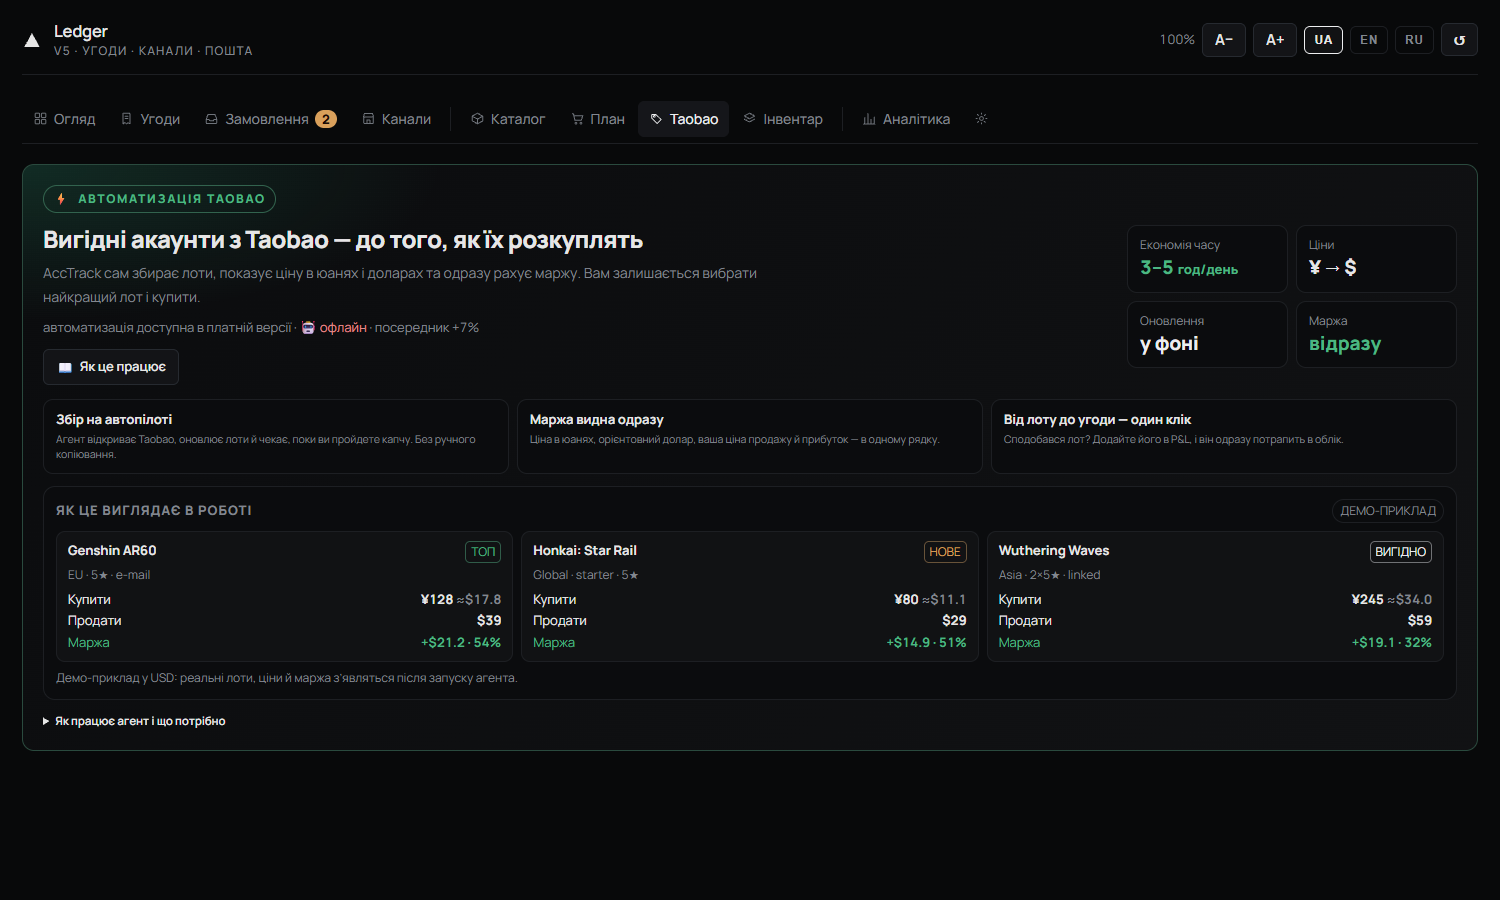 Ledger
V5 · УГОДИ · КАНАЛИ · ПОШТА
100%
A−
A+
UA
EN
RU
↺
Огляд
Угоди
Замовлення 2
Канали
Каталог
План
Taobao
Інвентар
Аналітика
АВТОМАТИЗАЦІЯ TAOBAO
Вигідні акаунти з Taobao — до того, як їх розкуплять
AccTrack сам збирає лоти, показує ціну в юанях і доларах та одразу рахує маржу. Вам залишається вибрати
найкращий лот і купити.
автоматизація доступна в платній версії · офлайн · посередник +7%
Як це працює
Економія часу
3–5 год/день
Ціни
¥ → $
Оновлення
у фоні
Маржа
відразу
Збір на автопілоті
Агент відкриває Taobao, оновлює лоти й чекає, поки ви пройдете капчу. Без ручного
копіювання.
Маржа видна одразу
Ціна в юанях, орієнтовний долар, ваша ціна продажу й прибуток — в одному рядку.
Від лоту до угоди — один клік
Сподобався лот? Додайте його в P&L, і він одразу потрапить в облік.
ЯК ЦЕ ВИГЛЯДАЄ В РОБОТІ
ДЕМО-ПРИКЛАД
Genshin AR60
ТОП
EU · 5★ · e-mail
Купити ¥128 ≈$17.8
Продати $39
Маржа +$21.2 · 54%
Honkai: Star Rail
НОВЕ
Global · starter · 5★
Купити ¥80 ≈$11.1
Продати $29
Маржа +$14.9 · 51%
Wuthering Waves
ВИГІДНО
Asia · 2×5★ · linked
Купити ¥245 ≈$34.0
Продати $59
Маржа +$19.1 · 32%
Демо-приклад у USD: реальні лоти, ціни й маржа з'являться після запуску агента.
Як працює агент і що потрібно